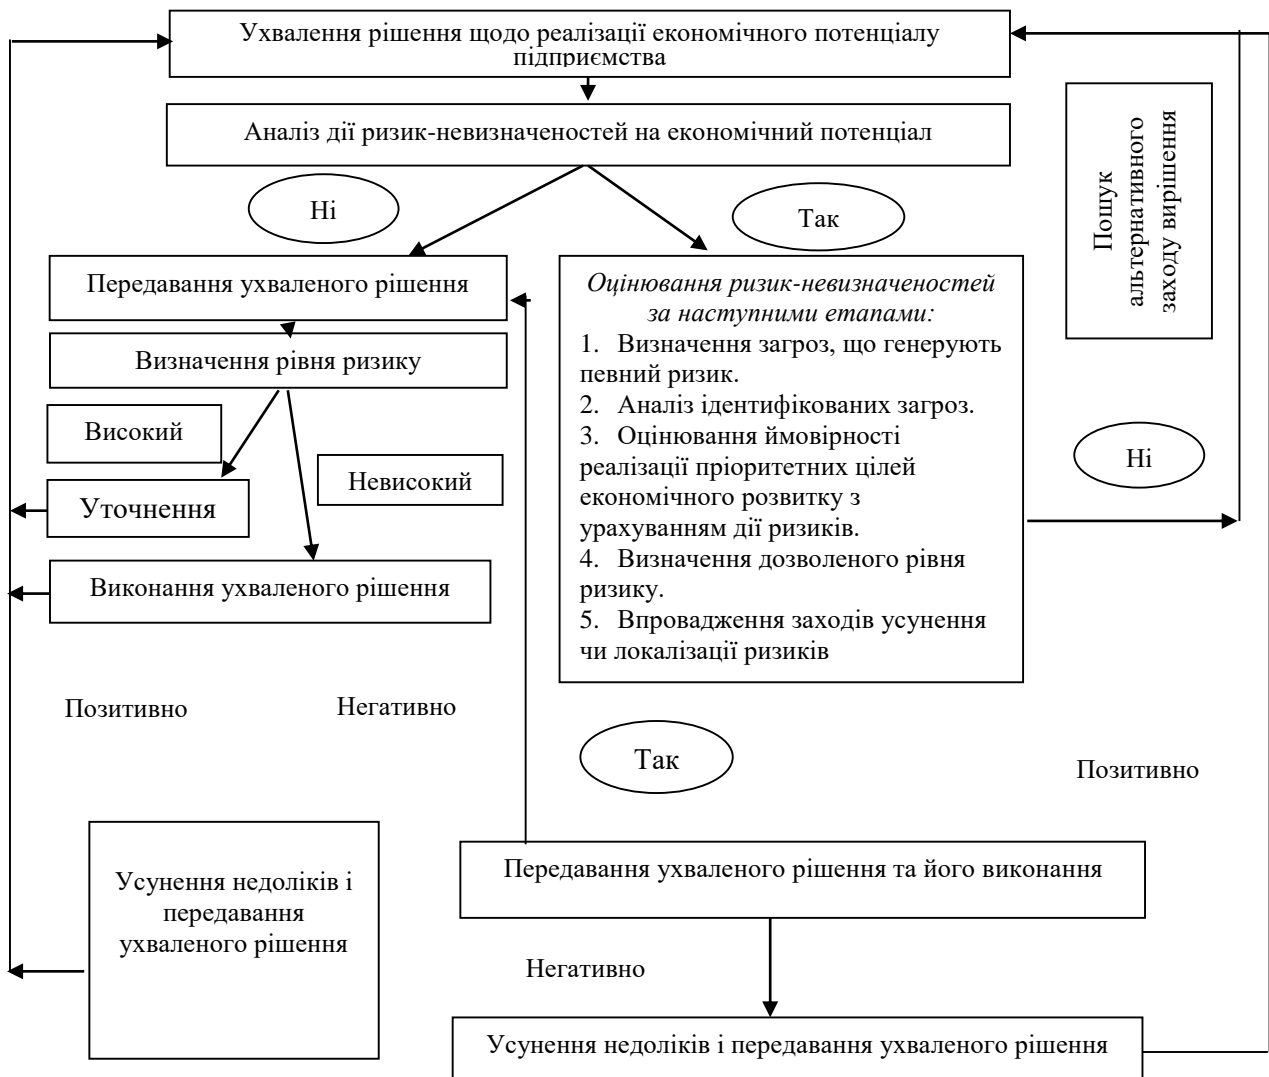 Ухвалення рішення щодо реалізації економічного потенціалу
підприємства
Аналіз дії ризик-невизначеностей на економічний потенціал
Ні
Так
Пошук
альтернативного
заходу вирішення
Передавання ухваленого рішення
Визначення рівня ризику
Високий
Невисокий
Уточнення
Виконання ухваленого рішення
Оцінювання ризик-невизначеностей
за наступними етапами:
1. Визначення загроз, що генерують
певний ризик.
2. Аналіз ідентифікованих загроз.
3. Оцінювання ймовірності
реалізації пріоритетних цілей
економічного розвитку з
урахуванням дії ризиків.
4. Визначення дозволеного рівня
ризику.
5. Впровадження заходів усунення
чи локалізації ризиків
Ні
Позитивно
Негативно
Так
Позитивно
Усунення недоліків і
передавання
ухваленого рішення
Передавання ухваленого рішення та його виконання
Негативно
Усунення недоліків і передавання ухваленого рішення